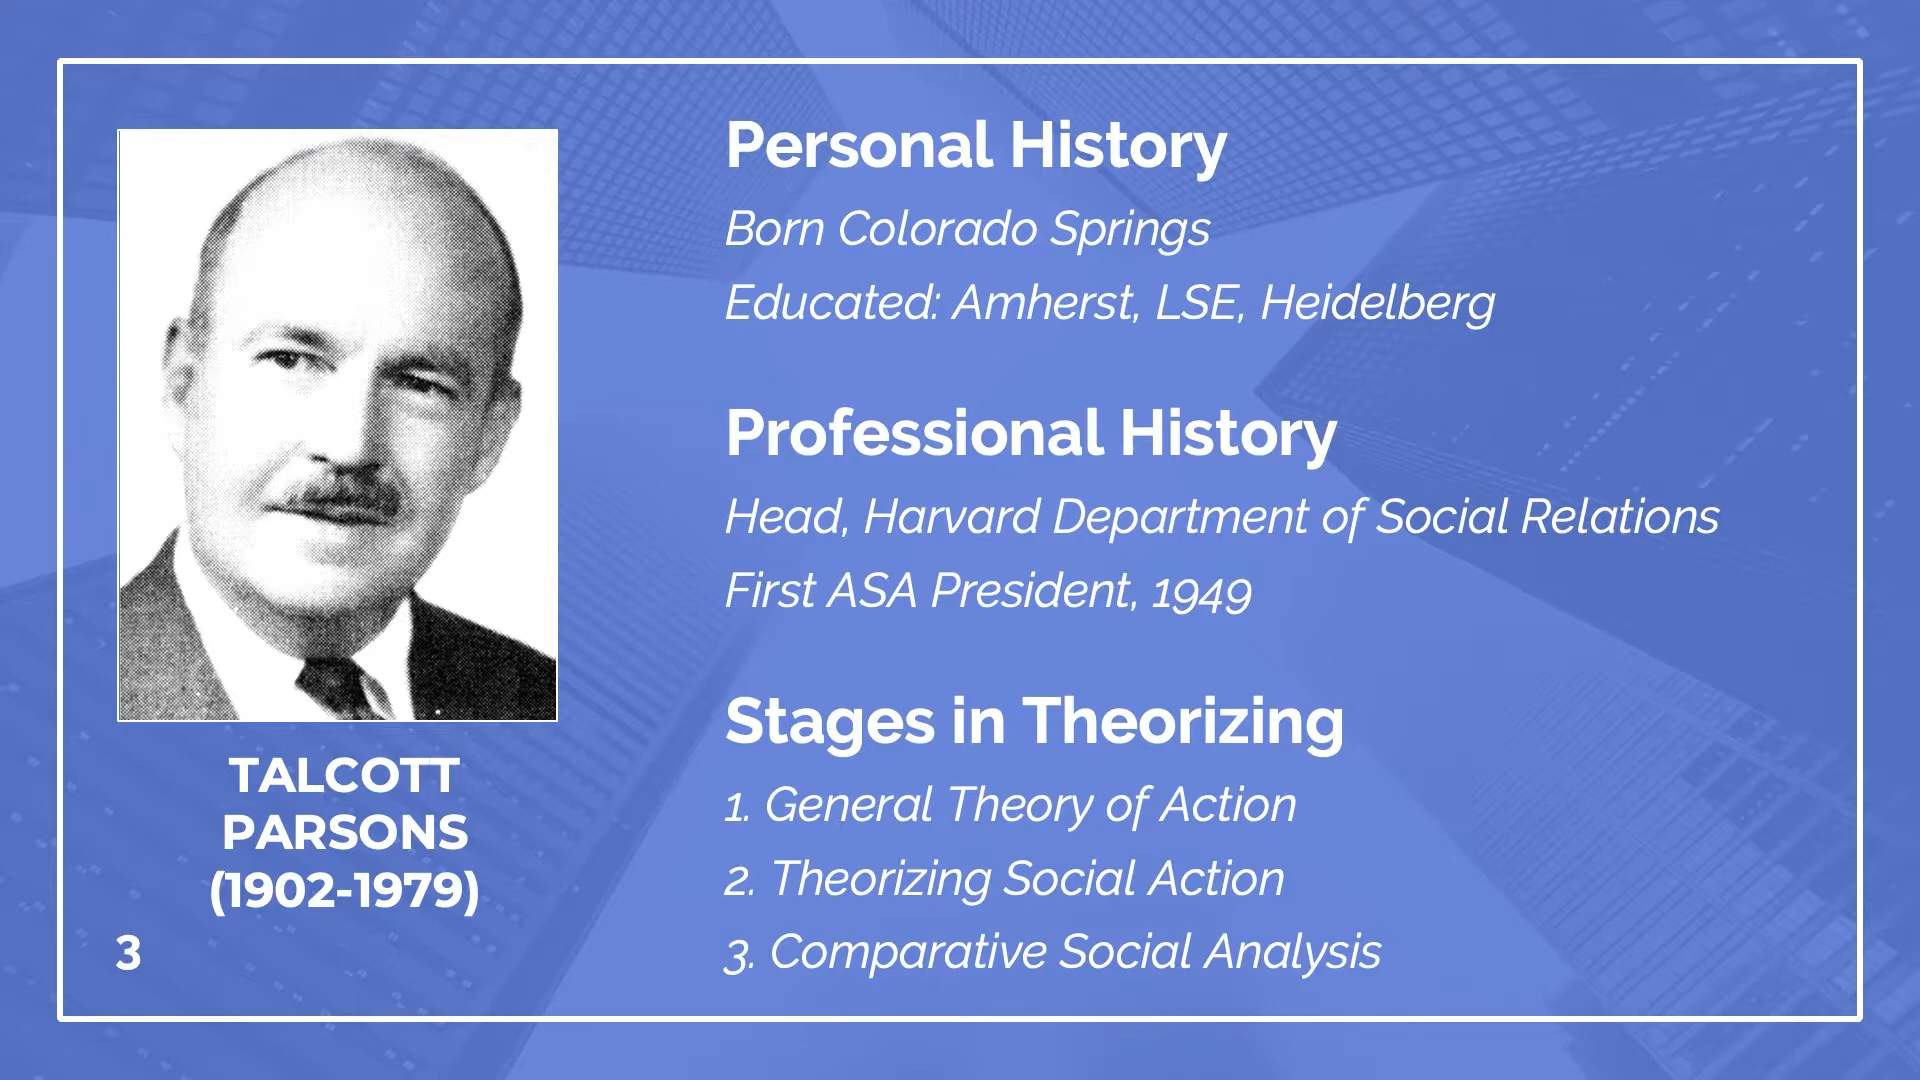 TALCOTT
PARSONS
(1902-1979)
3
Personal History
Born Colorado Springs
Educated: Amherst, LSE, Heidelberg
Professional History
Head, Harvard Department of Social Relations
First ASA President, 1949
Stages in Theorizing
1. General Theory of Action
2. Theorizing Social Action
3. Comparative Social Analysis